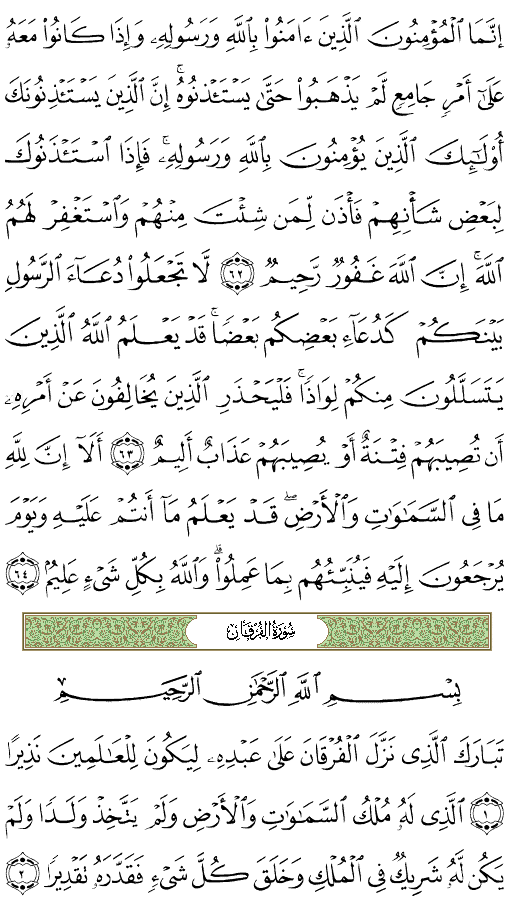 إِنَّمَا ٱلْمُؤْمِنُونَ ٱلَّذِينَ ءَامَنُوا۟ بِٱللَّهِ وَرَسُولِهِۦ وَإِذَا كَانُوا۟ مَعَهُۥ
عَلَىٰٓ أَمْرٍ جَامِعٍ لَّمْ يَذْهَبُوا۟ حَتَّىٰ يَسْتَـْٔذِنُوهُ ۚ إِنَّ ٱلَّذِينَ يَسْتَـْٔذِنُونَكَ
أُو۟لَـٰٓئِكَ ٱلَّذِينَ يُؤْمِنُونَ بِٱللَّهِ وَرَسُولِهِۦ ۚ فَإِذَا ٱسْتَـْٔذَنُوكَ
لِبَعْضِ شَأْنِهِمْ فَأْذَن لِّمَن شِئْتَ مِنْهُمْ وَٱسْتَغْفِرْ لَهُمُ
ٱللَّهَ ۚ إِنَّ ٱللَّهَ غَفُورٌ رَّحِيمٌ ٦٢ لَّا تَجْعَلُوا۟ دُعَآءَ ٱلرَّسُولِ
بَيْنَكُمْ كَدُعَآءِ بَعْضِكُم بَعْضًا ۚ قَدْ يَعْلَمُ ٱللَّهُ ٱلَّذِينَ
يَتَسَلَّلُونَ مِنكُمْ لِوَاذًا ۚ فَلْيَحْذَرِ ٱلَّذِينَ يُخَالِفُونَ عَنْ أَمْرِهِۦٓ
أَن تُصِيبَهُمْ فِتْنَةٌ أَوْ يُصِيبَهُمْ عَذَابٌ أَلِيمٌ ٦٣ أَلَآ إِنَّ لِلَّهِ
مَا فِى ٱلسَّمَـٰوَٰتِ وَٱلْأَرْضِ ۖ قَدْ يَعْلَمُ مَآ أَنتُمْ عَلَيْهِ وَيَوْمَ
يُرْجَعُونَ إِلَيْهِ فَيُنَبِّئُهُم بِمَا عَمِلُوا۟ ۗ وَٱللَّهُ بِكُلِّ شَىْءٍ عَلِيمٌۢ ٦٤
سُورَةُ الفُرْقَان
بِسْمِ ٱللَّهِ ٱلرَّحْمَـٰنِ ٱلرَّحِيمِ
تَبَارَكَ ٱلَّذِى نَزَّلَ ٱلْفُرْقَانَ عَلَىٰ عَبْدِهِۦ لِيَكُونَ لِلْعَـٰلَمِينَ نَذِيرًا
١ ٱلَّذِى لَهُۥ مُلْكُ ٱلسَّمَـٰوَٰتِ وَٱلْأَرْضِ وَلَمْ يَتَّخِذْ وَلَدًا وَلَمْ
يَكُن لَّهُۥ شَرِيكٌ فِى ٱلْمُلْكِ وَخَلَقَ كُلَّ شَىْءٍ فَقَدَّرَهُۥ تَقْدِيرًا ٢